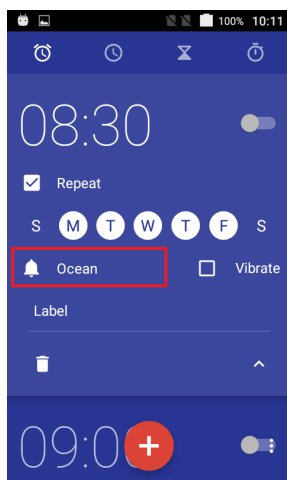 100% 10:11
08:30
Repeat
S M T W T F S
Ocean Vibrate
Label